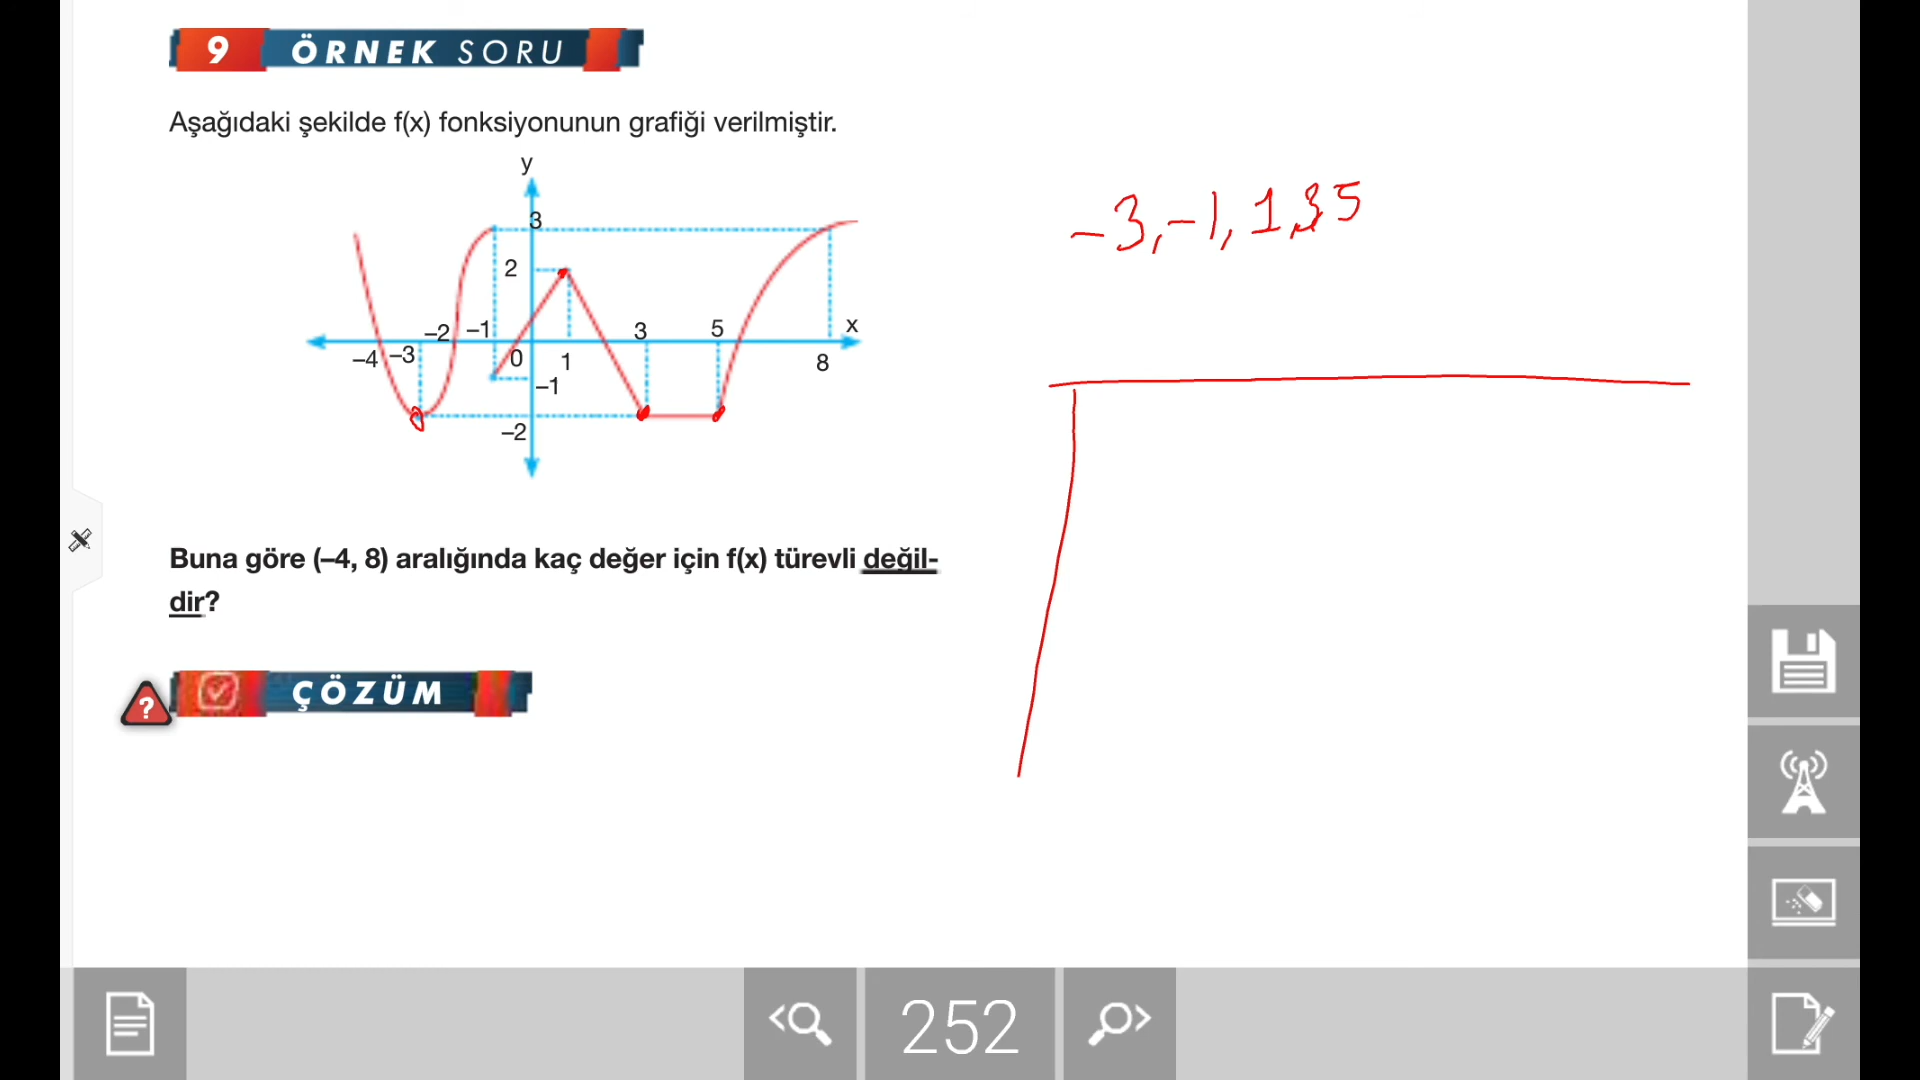 9 ÖRNEK SORU
Aşağıdaki şekilde f(x) fonksiyonunun grafiği verilmiştir.
y
3
2
–2 –1 3 5 x
–4 –3 0 1 8
–1
–2
–3, –1, 1, 3 5
Buna göre (–4, 8) aralığında kaç değer için f(x) türevli değil-
dir?
? ÇÖZÜM
252